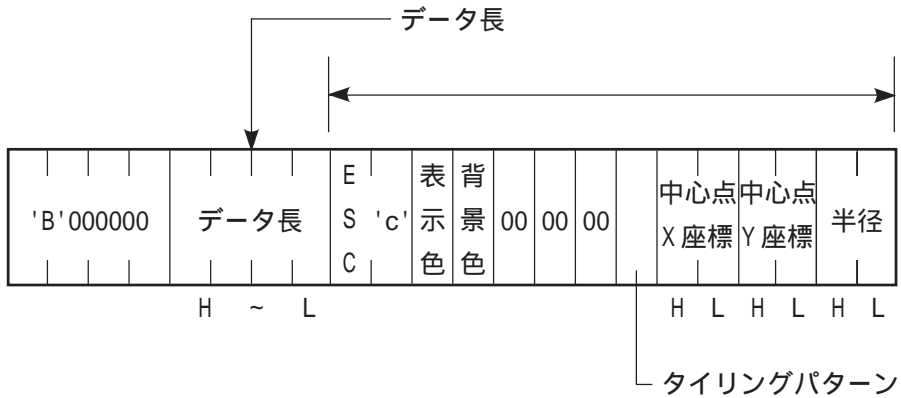 データ長
'B'000000
データ長
ESC
'c'
表示色
背景色
00
00
00
中心点
X座標
中心点
Y座標
半径
H ~ L
H L H L H L
タイリングパターン